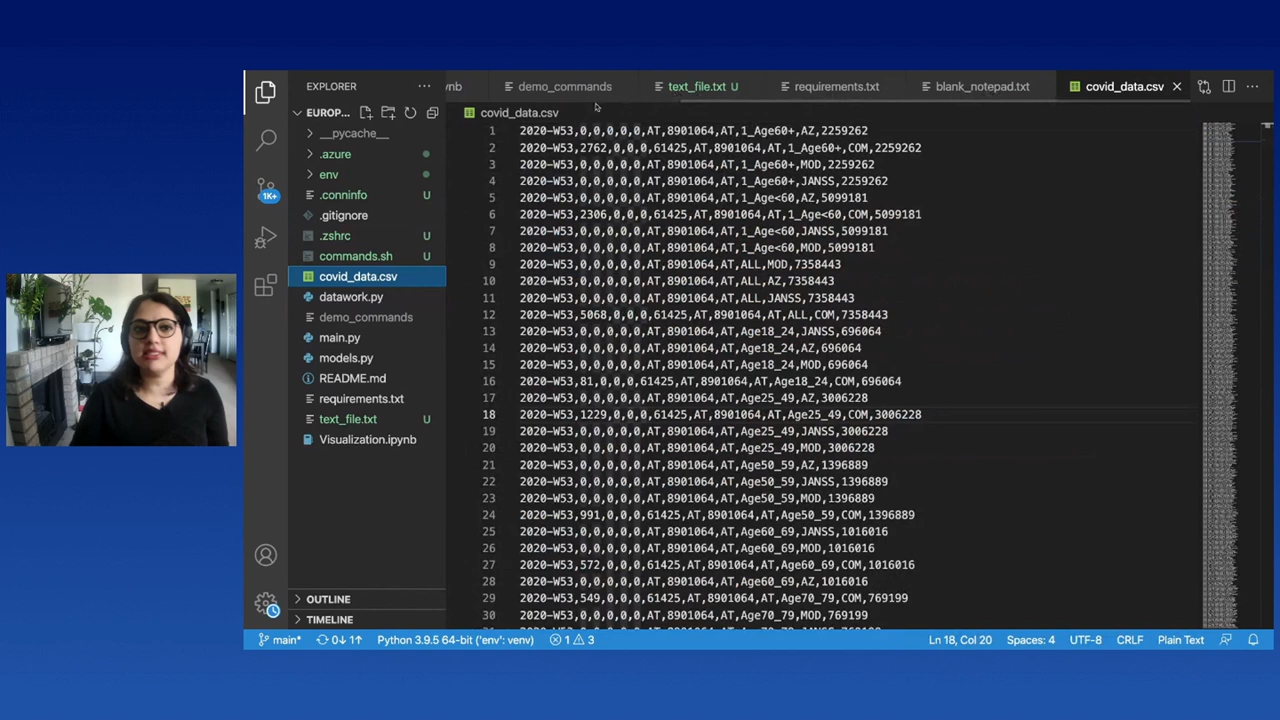 EXPLORER
ynb
demo_commands
text_file.txt U
requirements.txt
blank_notepad.txt
covid_data.csv
EUROP...
covid_data.csv
__pycache__
.azure
env
.conninfo U
.gitignore
.zshrc U
commands.sh U
covid_data.csv
datawork.py
demo_commands
main.py
models.py
README.md
requirements.txt
text_file.txt U
Visualization.ipynb
1K+
OUTLINE
TIMELINE
1 2020-W53,0,0,0,0,0,AT,8901064,AT,1_Age60+,AZ,2259262
2 2020-W53,2762,0,0,0,61425,AT,8901064,AT,1_Age60+,COM,2259262
3 2020-W53,0,0,0,0,0,AT,8901064,AT,1_Age60+,MOD,2259262
4 2020-W53,0,0,0,0,0,AT,8901064,AT,1_Age60+,JANSS,2259262
5 2020-W53,0,0,0,0,0,AT,8901064,AT,1_Age<60,AZ,5099181
6 2020-W53,2306,0,0,0,61425,AT,8901064,AT,1_Age<60,COM,5099181
7 2020-W53,0,0,0,0,0,AT,8901064,AT,1_Age<60,JANSS,5099181
8 2020-W53,0,0,0,0,0,AT,8901064,AT,1_Age<60,MOD,5099181
9 2020-W53,0,0,0,0,0,AT,8901064,AT,ALL,MOD,7358443
10 2020-W53,0,0,0,0,0,AT,8901064,AT,ALL,AZ,7358443
11 2020-W53,0,0,0,0,0,AT,8901064,AT,ALL,JANSS,7358443
12 2020-W53,5068,0,0,0,61425,AT,8901064,AT,ALL,COM,7358443
13 2020-W53,0,0,0,0,0,AT,8901064,AT,Age18_24,JANSS,696064
14 2020-W53,0,0,0,0,0,AT,8901064,AT,Age18_24,AZ,696064
15 2020-W53,0,0,0,0,0,AT,8901064,AT,Age18_24,MOD,696064
16 2020-W53,81,0,0,0,61425,AT,8901064,AT,Age18_24,COM,696064
17 2020-W53,0,0,0,0,0,AT,8901064,AT,Age25_49,AZ,3006228
18 2020-W53,1229,0,0,0,61425,AT,8901064,AT,Age25_49,COM,3006228
19 2020-W53,0,0,0,0,0,AT,8901064,AT,Age25_49,JANSS,3006228
20 2020-W53,0,0,0,0,0,AT,8901064,AT,Age25_49,MOD,3006228
21 2020-W53,0,0,0,0,0,AT,8901064,AT,Age50_59,AZ,1396889
22 2020-W53,0,0,0,0,0,AT,8901064,AT,Age50_59,JANSS,1396889
23 2020-W53,0,0,0,0,0,AT,8901064,AT,Age50_59,MOD,1396889
24 2020-W53,991,0,0,0,61425,AT,8901064,AT,Age50_59,COM,1396889
25 2020-W53,0,0,0,0,0,AT,8901064,AT,Age60_69,JANSS,1016016
26 2020-W53,0,0,0,0,0,AT,8901064,AT,Age60_69,MOD,1016016
27 2020-W53,572,0,0,0,61425,AT,8901064,AT,Age60_69,COM,1016016
28 2020-W53,0,0,0,0,0,AT,8901064,AT,Age60_69,AZ,1016016
29 2020-W53,549,0,0,0,61425,AT,8901064,AT,Age70_79,COM,769199
30 2020-W53,0,0,0,0,0,AT,8901064,AT,Age70_79,MOD,769199
main* 0↓ 1↑ Python 3.9.5 64-bit ('env': venv) 1 3 Ln 18, Col 20 Spaces: 4 UTF-8 CRLF Plain Text